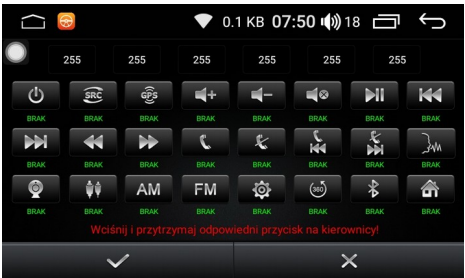 0.1 KB 07:50 18
255 255 255 255 255
SRC GPS
BRAK BRAK BRAK BRAK BRAK BRAK BRAK BRAK
BRAK BRAK BRAK BRAK BRAK BRAK BRAK BRAK
AM FM 360
BRAK BRAK BRAK BRAK BRAK BRAK BRAK BRAK
Wciśnij i przytrzymaj odpowiedni przycisk na kierownicy!